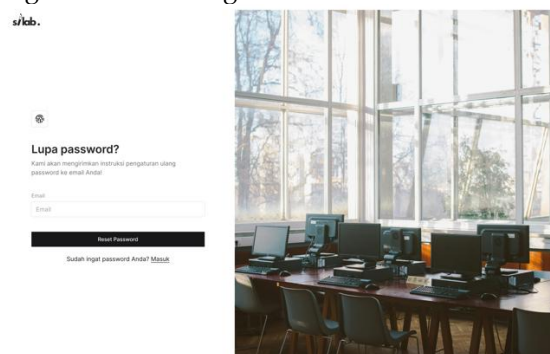 silab.
Lupa password?
Kami akan mengirimkan instruksi pengaturan ulang
password ke email Anda!
Email
Email
Reset Password
Sudah ingat password Anda? Masuk